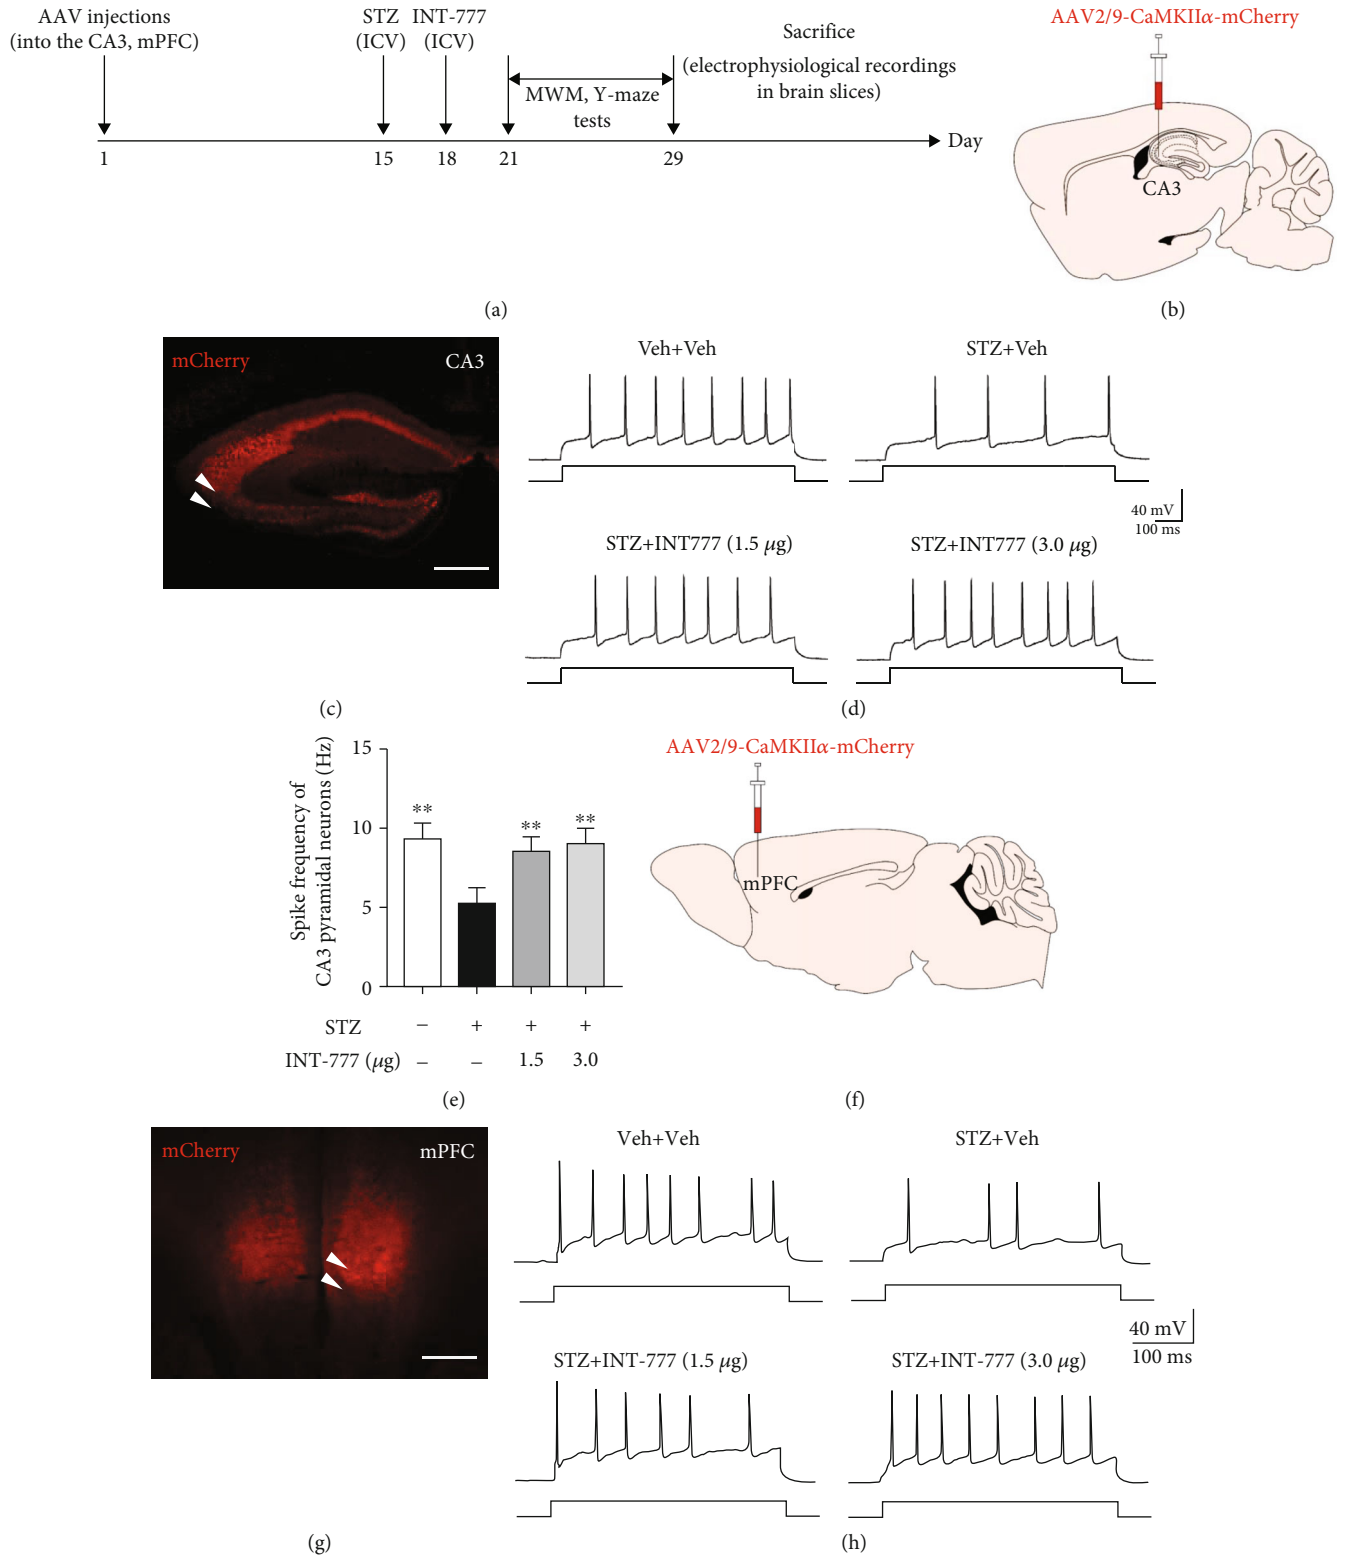 AAV injections
(into the CA3, mPFC)
STZ
(ICV)
INT-777
(ICV)
MWM, Y-maze
tests
Sacrifice
(electrophysiological recordings
in brain slices)
Day
1
15
18
21
29
(a)
AAV2/9-CaMKIIα-mCherry
CA3
(b)
mCherry
CA3
(c)
Veh+Veh
STZ+Veh
40 mV
100 ms
STZ+INT777 (1.5 μg)
STZ+INT777 (3.0 μg)
(d)
Spike frequency of
CA3 pyramidal neurons (Hz)
15
10
5
0
**
**
**
STZ − + + +
INT-777 (μg) – – 1.5 3.0
(e)
AAV2/9-CaMKIIα-mCherry
mPFC
(f)
mCherry
mPFC
(g)
Veh+Veh
STZ+Veh
40 mV
100 ms
STZ+INT-777 (1.5 μg)
STZ+INT-777 (3.0 μg)
(h)